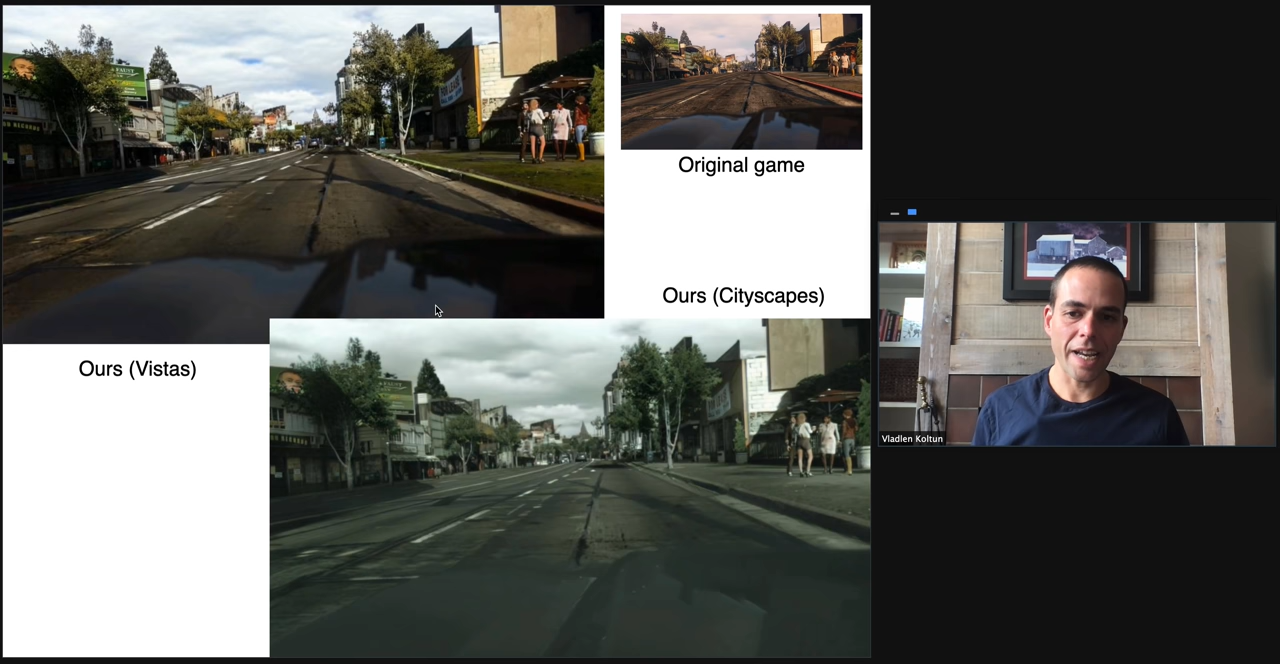 Original game
Ours (Cityscapes)
Ours (Vistas)
Vladlen Koltun